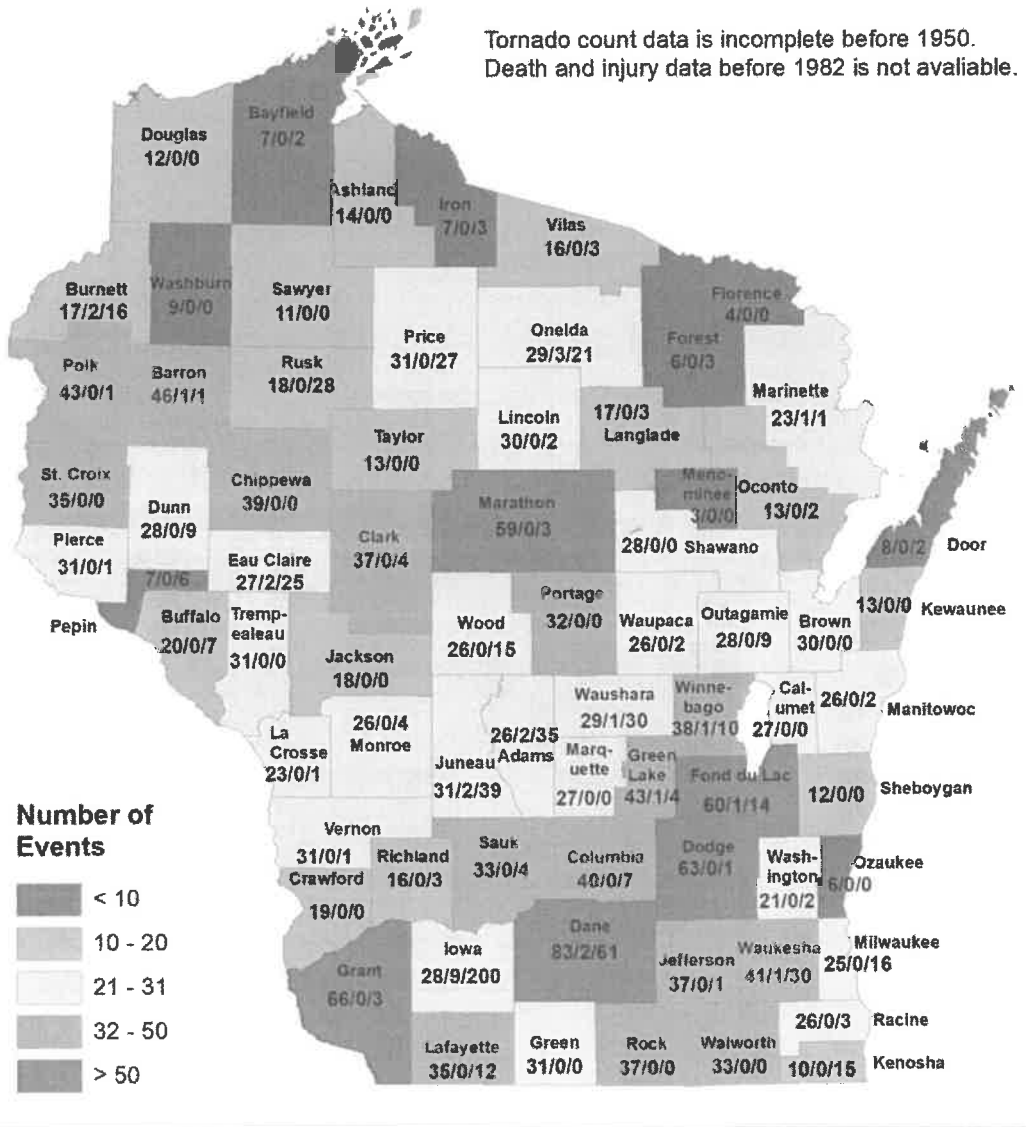 Tornado count data is incomplete before 1950.
Death and injury data before 1982 is not avaliable.
Bayfield
7/0/2
Douglas
12/0/0
Ashland
14/0/0
Iron
7/0/3
Vilas
16/0/3
Burnett
17/2/16
Washburn
9/0/0
Sawyer
11/0/0
Florence
4/0/0
Price
31/0/27
Oneida
29/3/21
Forest
6/0/3
Polk
43/0/1
Barron
46/1/1
Rusk
18/0/28
Marinette
23/1/1
Lincoln
30/0/2
17/0/3
Langlade
Taylor
13/0/0
St. Croix
35/0/0
Dunn
28/0/9
Chippewa
39/0/0
Marathon
59/0/3
Meno-
minee
3/0/0
Oconto
13/0/2
Clark
37/0/4
Pierce
31/0/1
Eau Claire
27/2/25
28/0/0 Shawano
8/0/2
Door
7/0/6
Pepin
Buffalo
20/0/7
Tremp-
ealeau
31/0/0
Wood
26/0/15
Portage
32/0/0
Waupaca
26/0/2
Outagamie
28/0/9
Brown
30/0/0
13/0/0
Kewaunee
Jackson
18/0/0
Waushara
29/1/30
Winne-
bago
38/1/10
Cal-
umet
27/0/0
26/0/2
Manitowoc
La
Crosse
23/0/1
26/0/4
Monroe
Juneau
31/2/39
26/2/35
Adams
Marq-
uette
27/0/0
Green
Lake
43/1/4
Fond du Lac
60/1/14
12/0/0
Sheboygan
Number of
Events
< 10
10 - 20
21 - 31
32 - 50
> 50
Vernon
31/0/1
Richland
16/0/3
Sauk
33/0/4
Columbia
40/0/7
Dodge
63/0/1
Wash-
ington
21/0/2
Ozaukee
6/0/0
Crawford
19/0/0
Grant
66/0/3
Iowa
28/9/200
Dane
83/2/61
Jefferson
37/0/1
Waukesha
41/1/30
Milwaukee
25/0/16
26/0/3
Racine
Lafayette
35/0/12
Green
31/0/0
Rock
37/0/0
Walworth
33/0/0
10/0/15
Kenosha